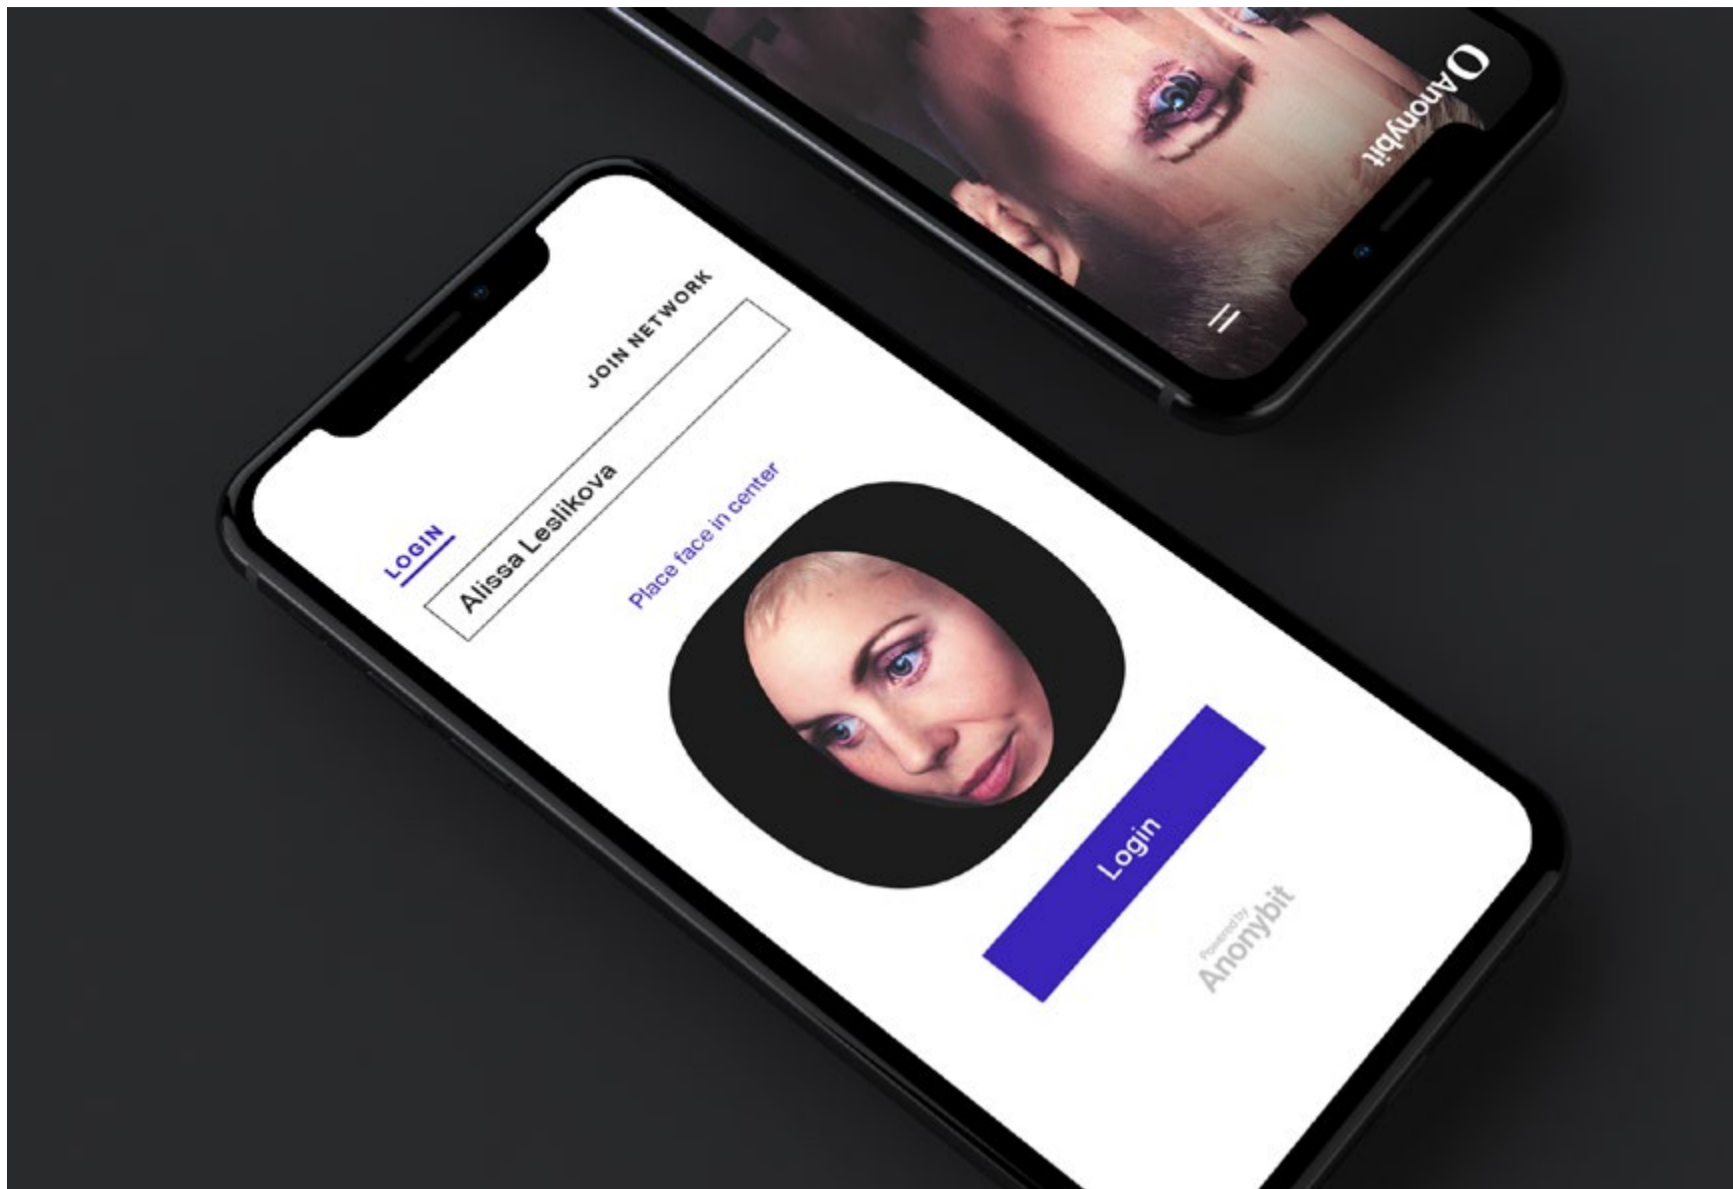 Anonybit
JOIN NETWORK
LOGIN
Alissa Leslikova
Place face in center
Login
Powered by
Anonybit